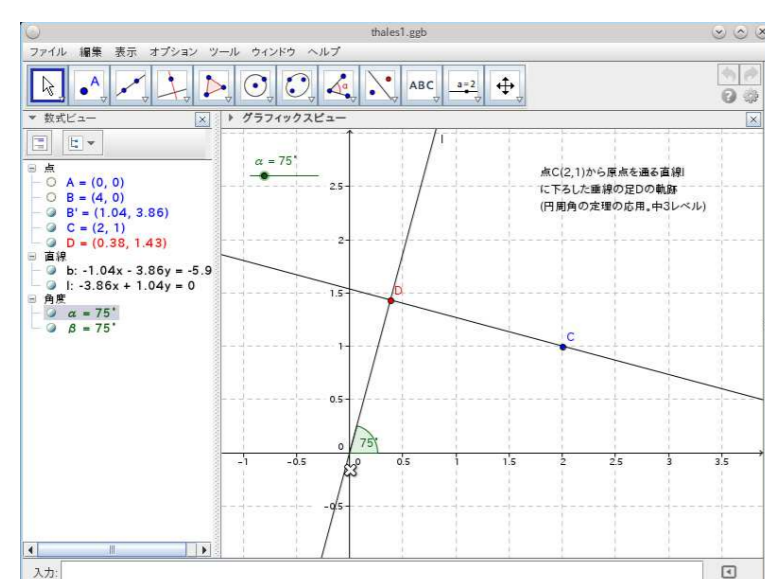 thales1.ggb
ファイル 編集 表示 オプション ツール ウィンドウ ヘルプ
A
α
ABC
a=2
数式ビュー
グラフィックスビュー
点
A = (0, 0)
B = (4, 0)
B' = (1.04, 3.86)
C = (2, 1)
D = (0.38, 1.43)
直線
b: -1.04x - 3.86y = -5.9
l: -3.86x + 1.04y = 0
角度
α = 75°
β = 75°
α = 75°
l
点C(2,1)から原点を通る直線l
に下ろした垂線の足Dの軌跡
(円周角の定理の応用。中3レベル)
2.5
2
1.5
D
C
1
0.5
0
75°
-1 -0.5 0 0.5 1 1.5 2 2.5 3 3.5
-0.5
入力: